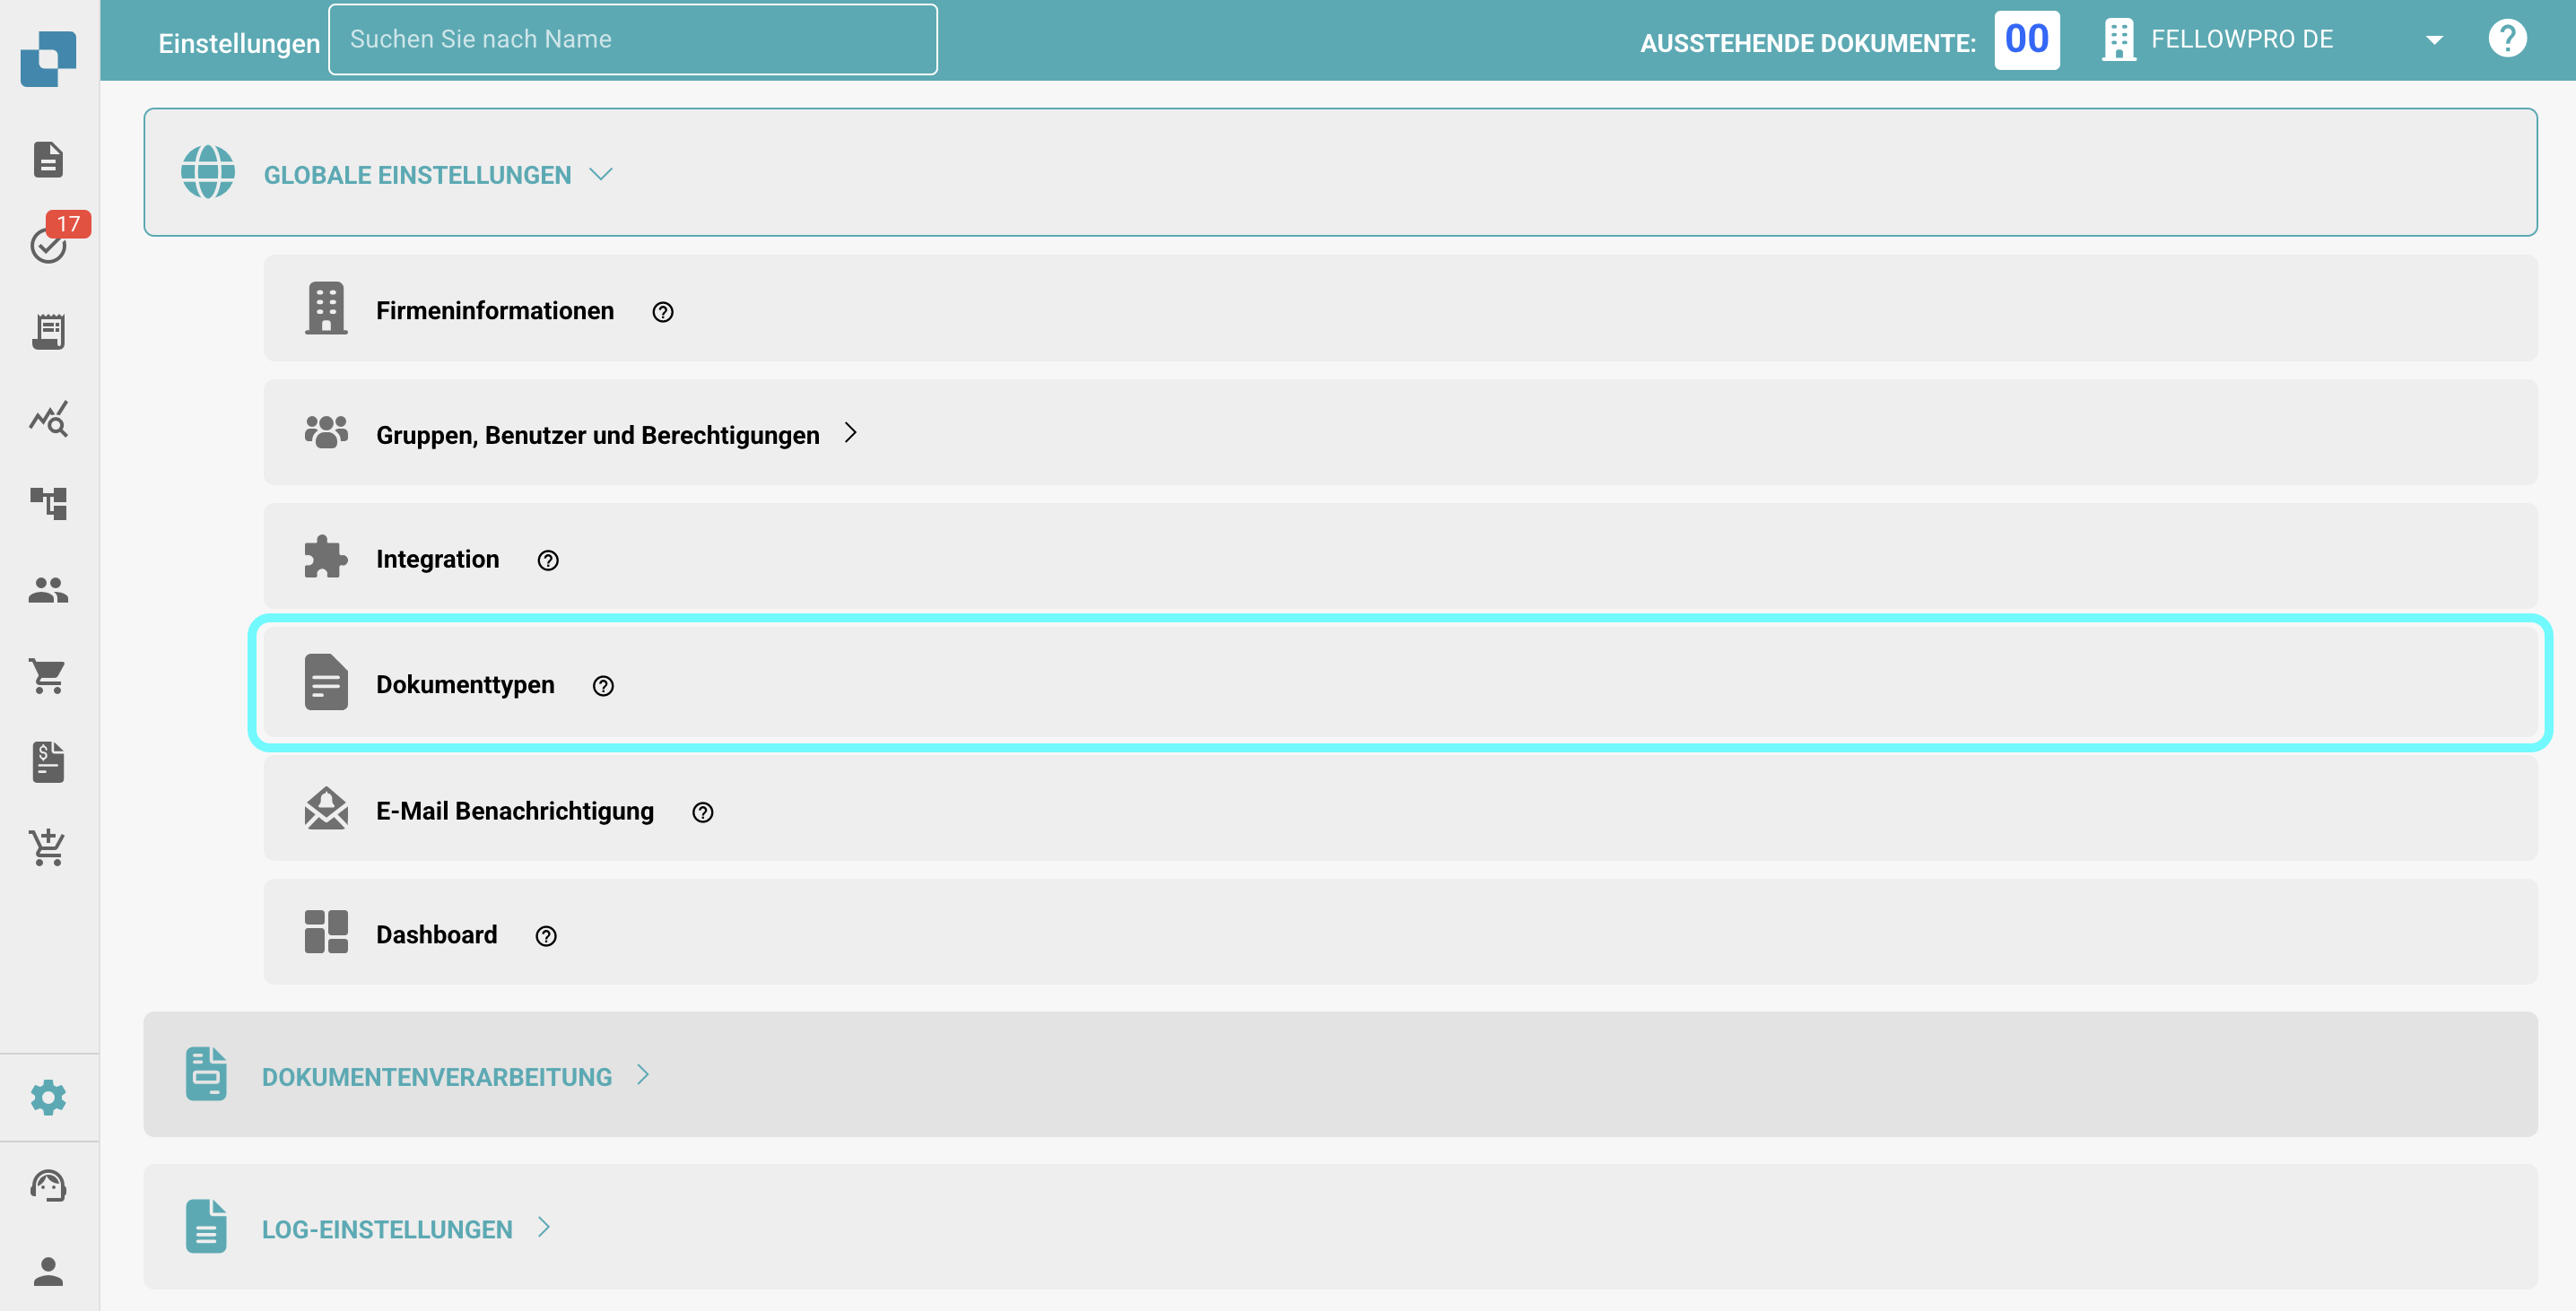 Einstellungen
Suchen Sie nach Name
AUSSTEHENDE DOKUMENTE: 00
FELLOWPRO DE
?
17
GLOBALE EINSTELLUNGEN
Firmeninformationen ?
Gruppen, Benutzer und Berechtigungen
Integration ?
Dokumenttypen ?
E-Mail Benachrichtigung ?
Dashboard ?
DOKUMENTENVERARBEITUNG
LOG-EINSTELLUNGEN